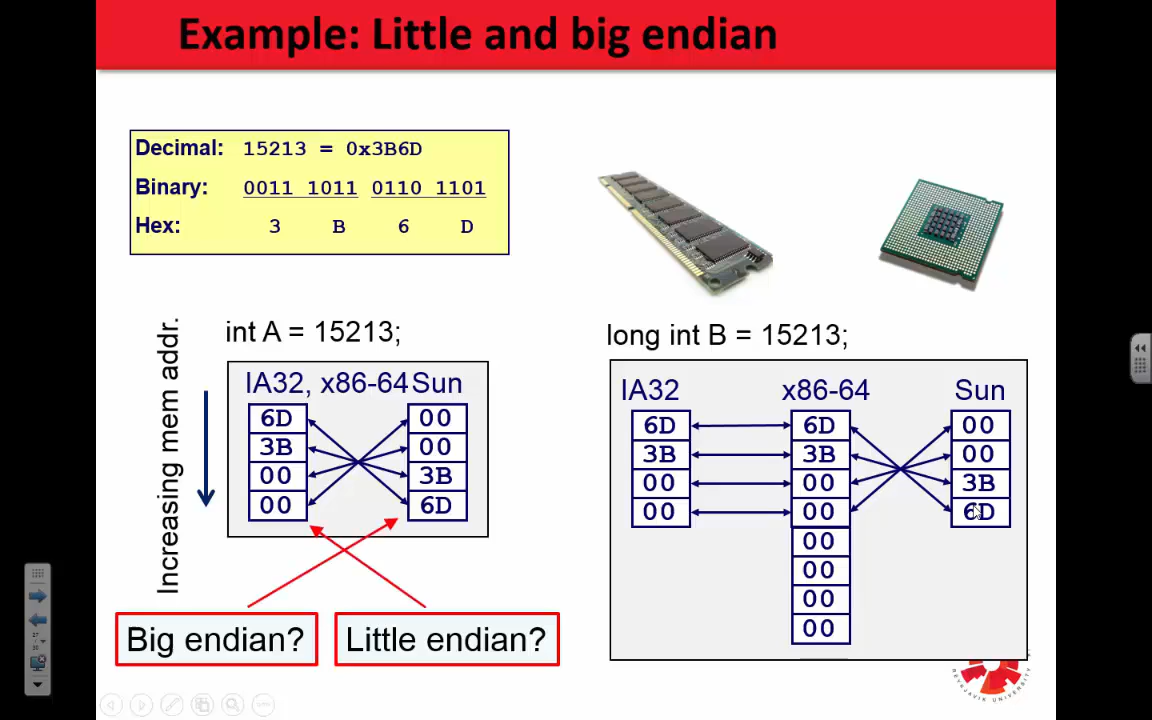 Example: Little and big endian
Decimal: 15213 = 0x3B6D
Binary: 0011 1011 0110 1101
Hex: 3 B 6 D
Increasing mem addr.
int A = 15213;
IA32, x86-64 Sun
6D 00
3B 00
00 3B
00 6D
Big endian?
Little endian?
long int B = 15213;
IA32 x86-64 Sun
6D 6D 00
3B 3B 00
00 00 3B
00 00 6D
00
00
00
00
REYKJAVIK UNIVERSITY